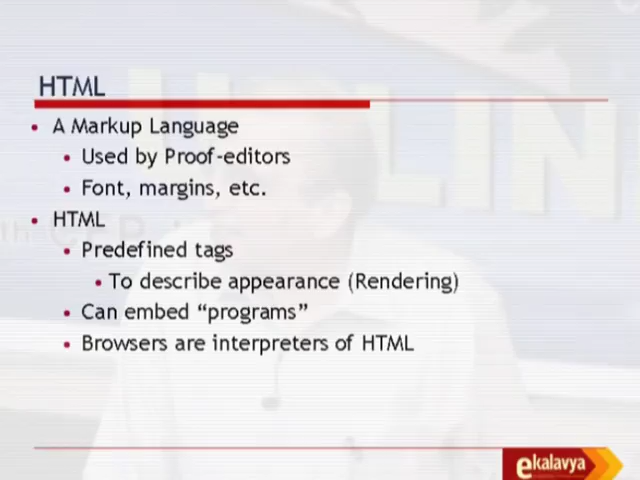 HTML
• A Markup Language
• Used by Proof-editors
• Font, margins, etc.
• HTML
• Predefined tags
• To describe appearance (Rendering)
• Can embed “programs”
• Browsers are interpreters of HTML
ekalavya